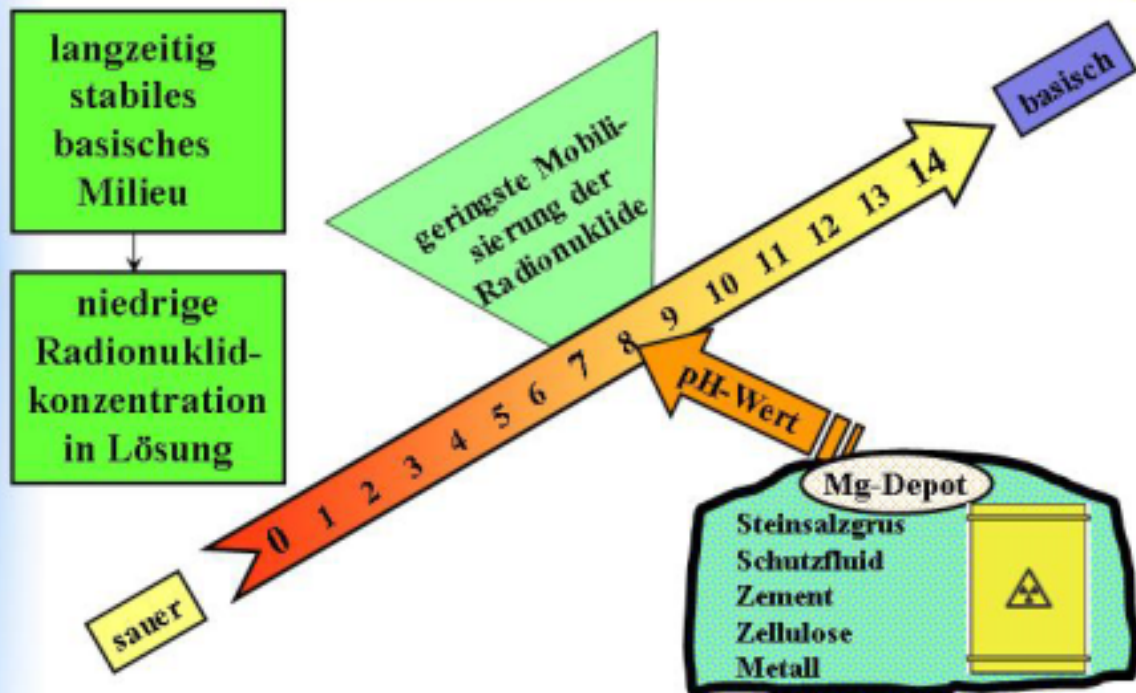 langzeitig
stabiles
basisches
Milieu
niedrige
Radionuklid-
konzentration
in Lösung
geringste Mobili-
sierung der
Radionuklide
basisch
0 1 2 3 4 5 6 7 8 9 10 11 12 13 14
sauer
pH-Wert
Mg-Depot
Steinsalzgrus
Schutzfluid
Zement
Zellulose
Metall